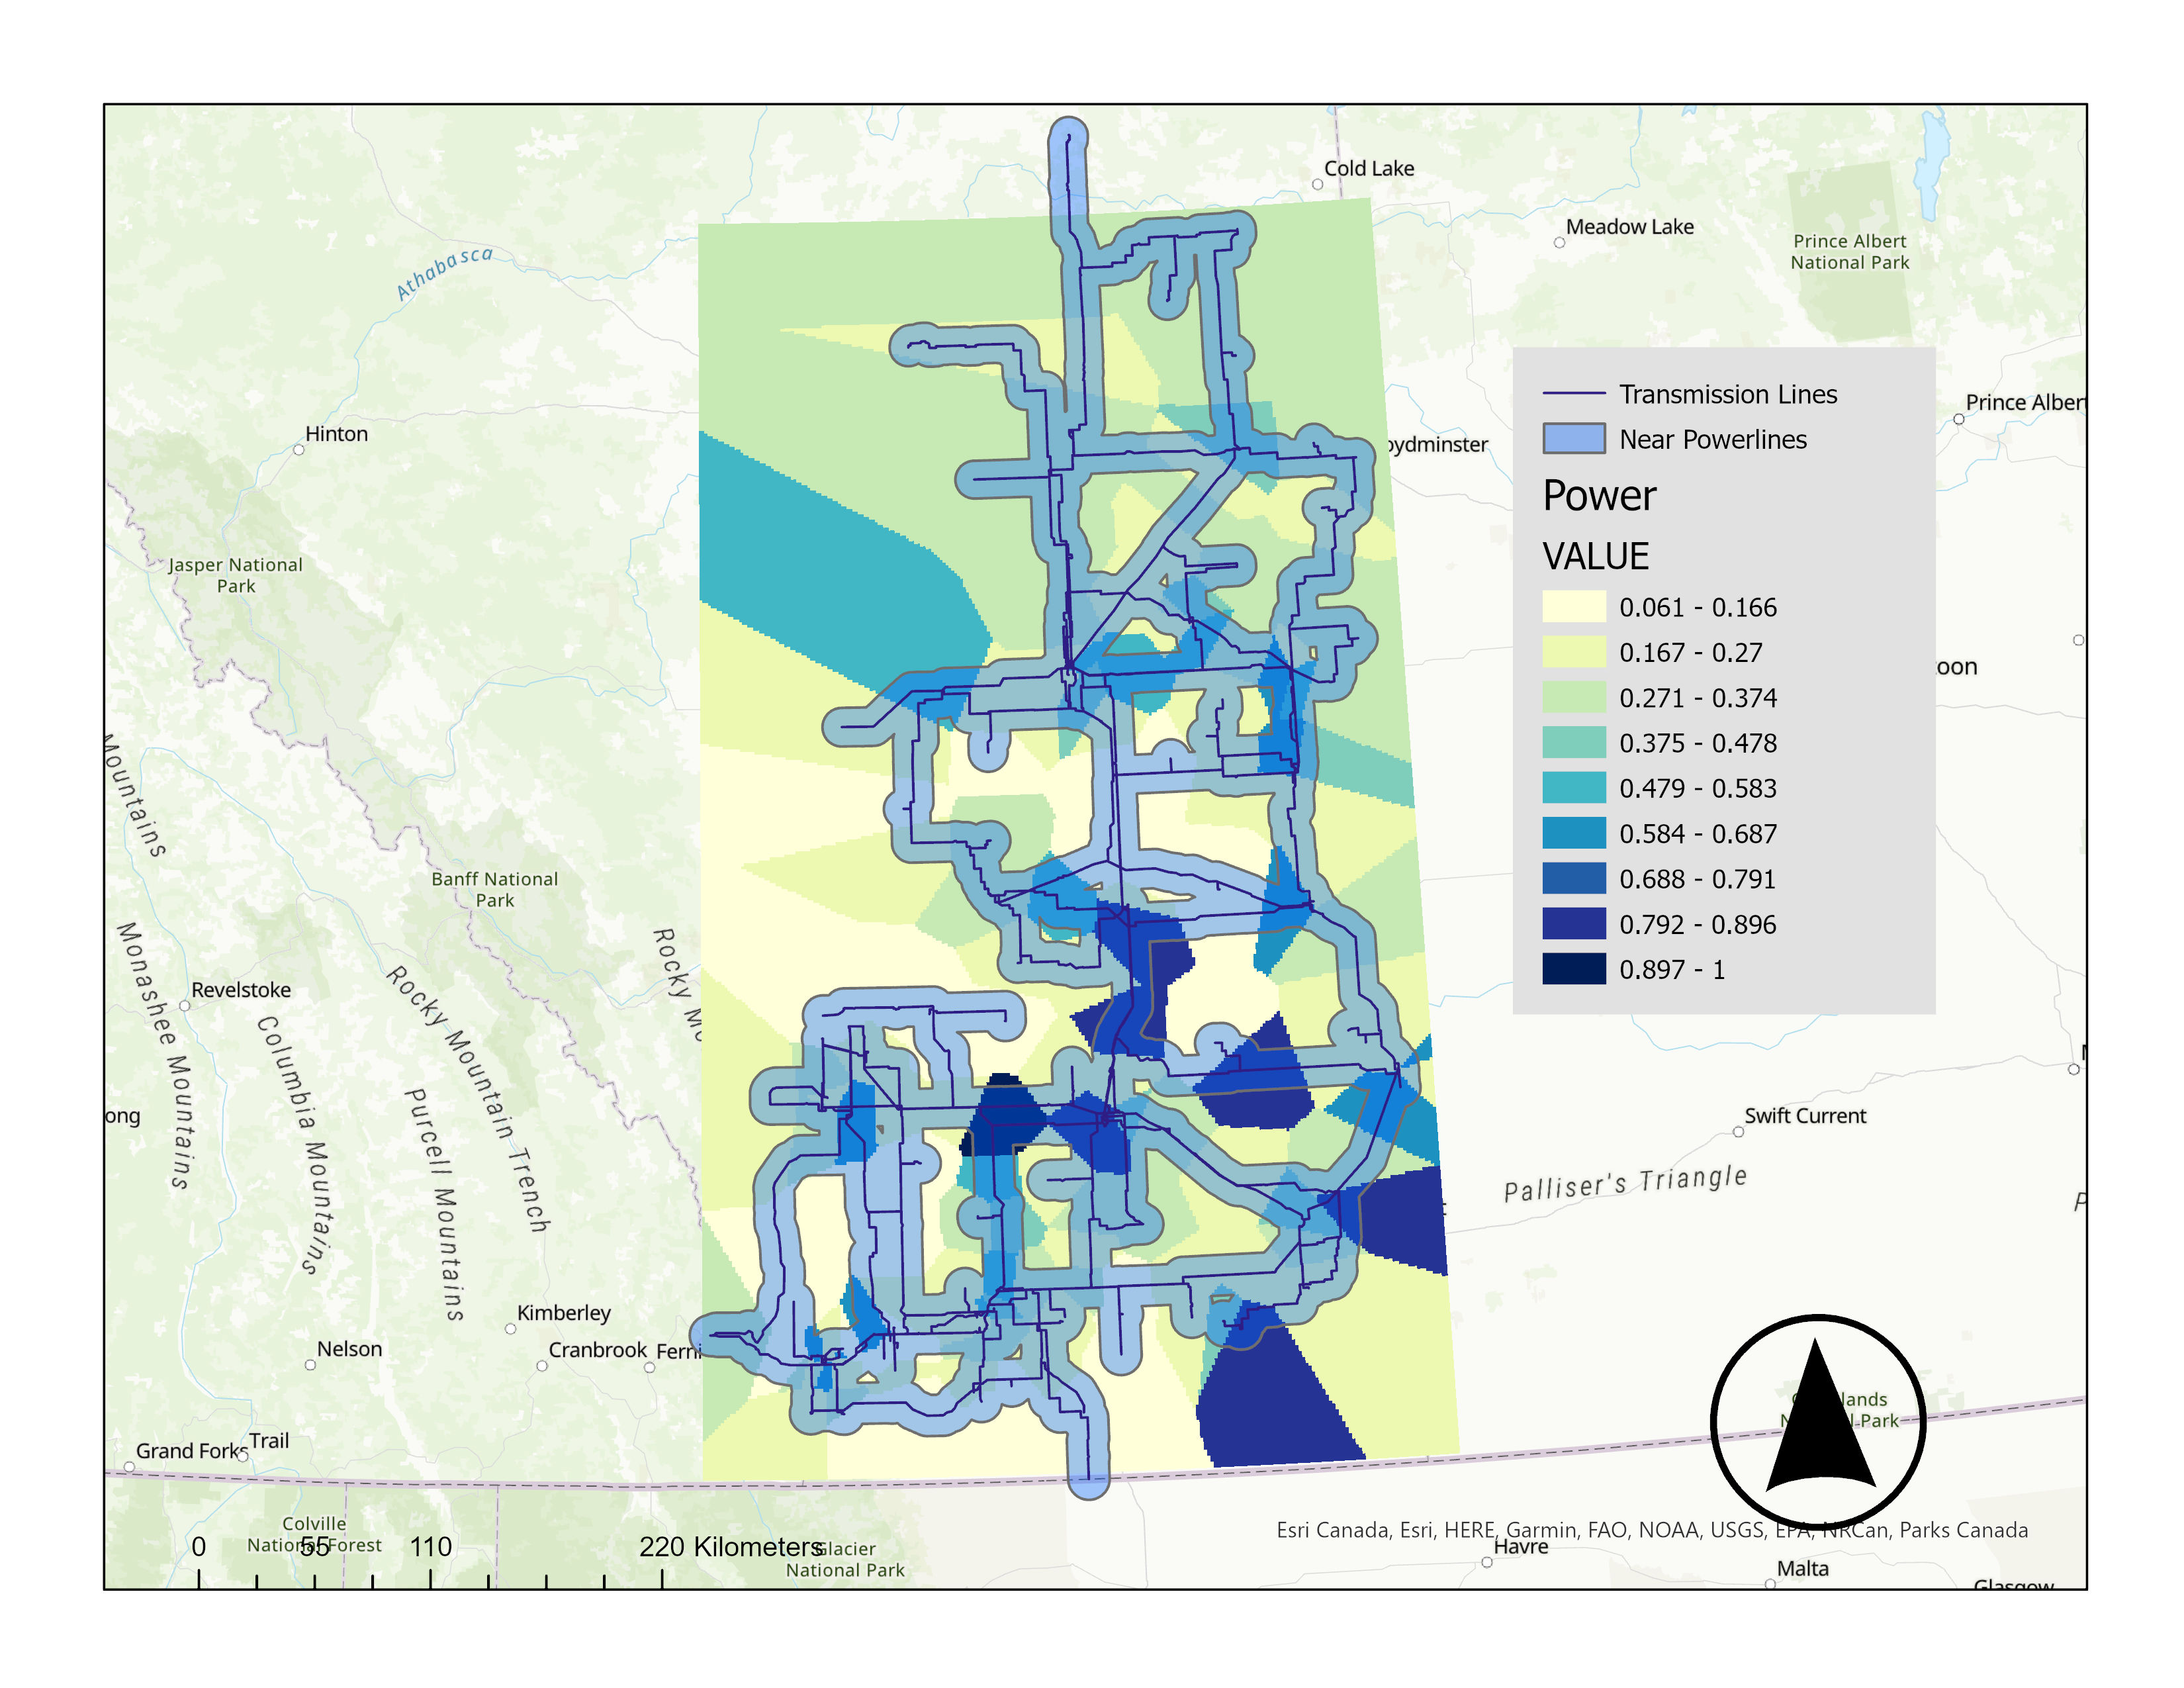 Cold Lake
Meadow Lake
Prince Albert
National Park
Athabasca
Prince Alber
Hinton
oydminster
Jasper National
Park
oon
Mountains
Banff National
Park
Monashee Mountains
Revelstoke
Columbia Mountains
Rocky Mountain Trench
Purcell Mountains
Rocky Mo
ong
Swift Current
Palliser's Triangle
Kimberley
Nelson
Cranbrook
Ferni
Grand Forks
Trail
Colville
National Forest
Glacier
National Park
Havre
Malta
Glasgow
Transmission Lines
Near Powerlines
Power
VALUE
0.061 - 0.166
0.167 - 0.27
0.271 - 0.374
0.375 - 0.478
0.479 - 0.583
0.584 - 0.687
0.688 - 0.791
0.792 - 0.896
0.897 - 1
0 55 110 220 Kilometers
Esri Canada, Esri, HERE, Garmin, FAO, NOAA, USGS, EPA, NRCan, Parks Canada